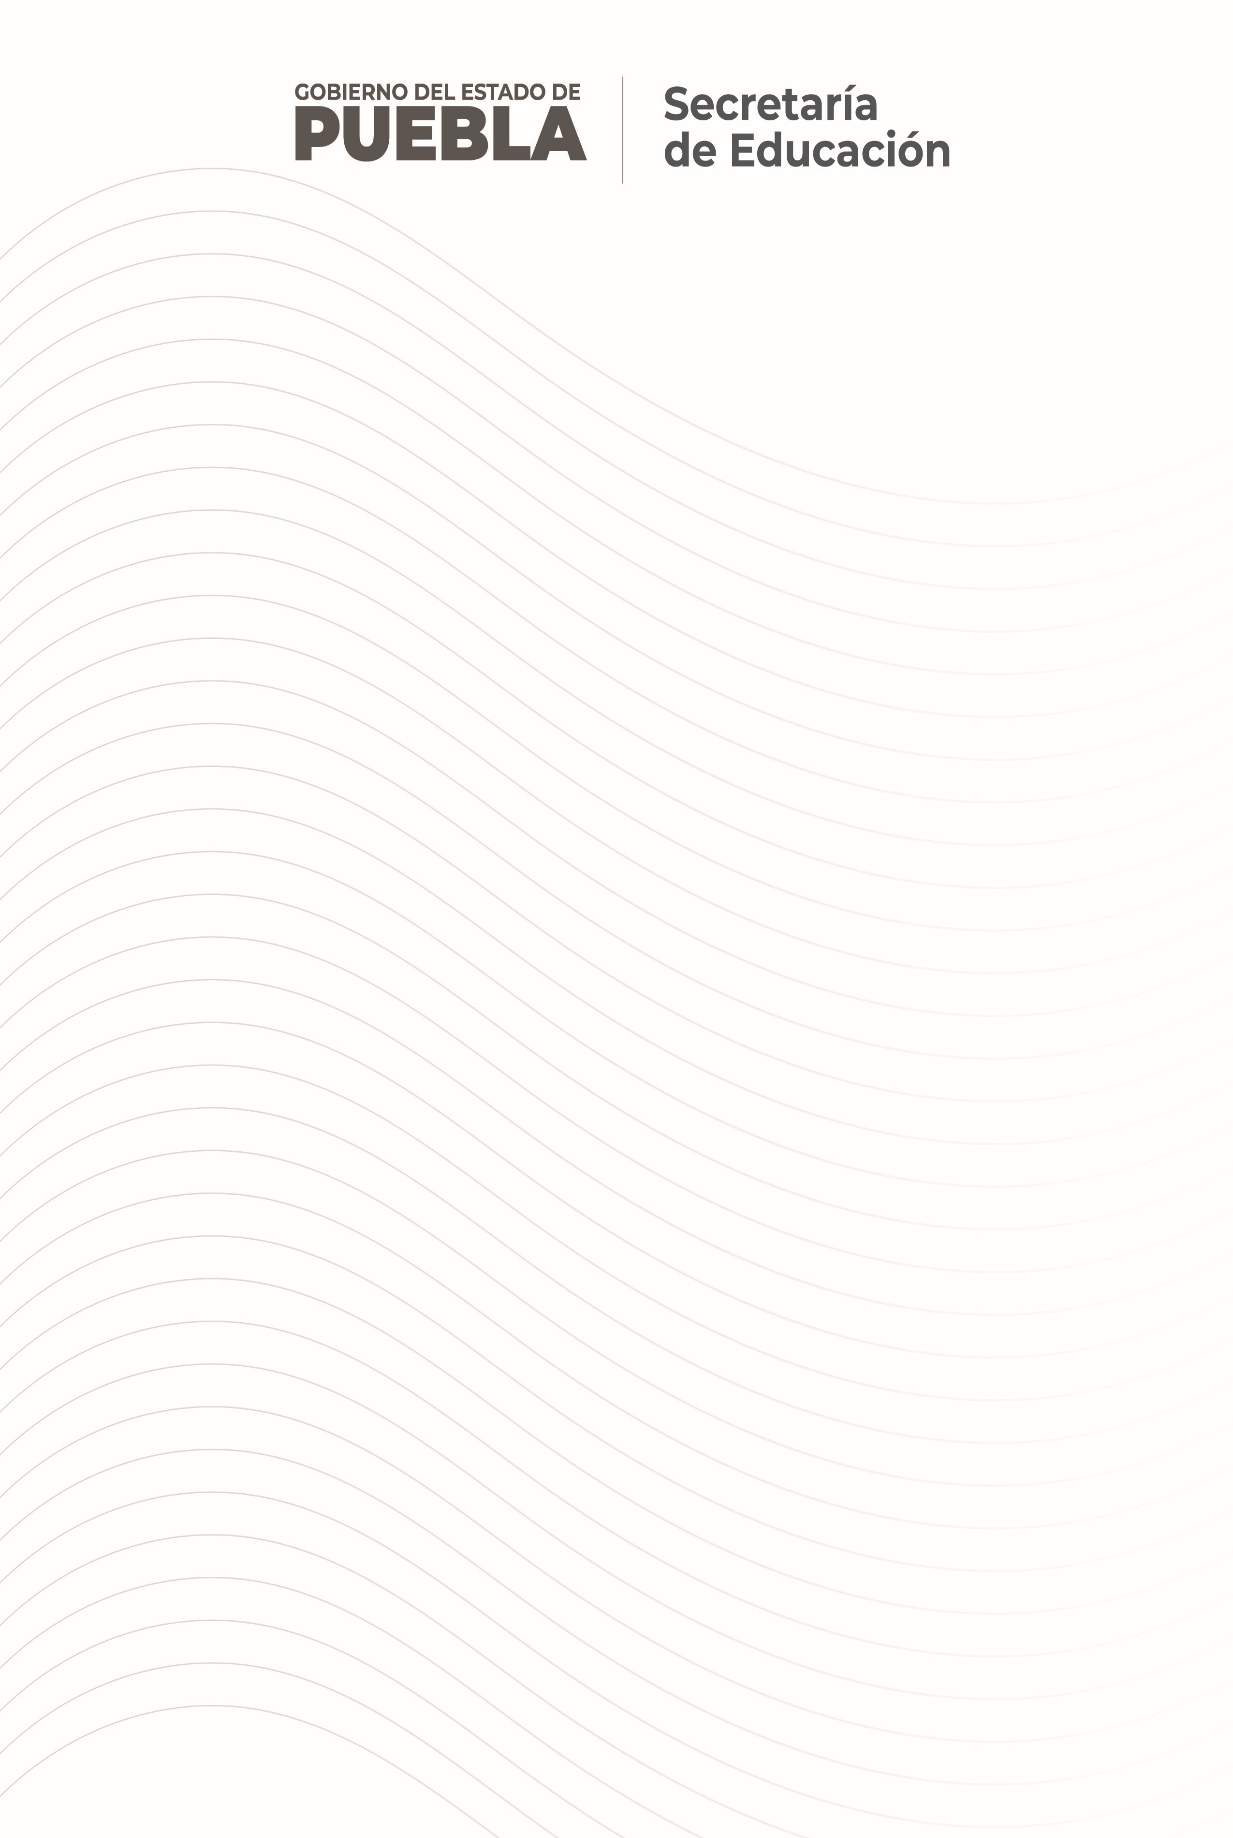 GOBIERNO DEL ESTADO DE
PUEBLA
Secretaría
de Educación